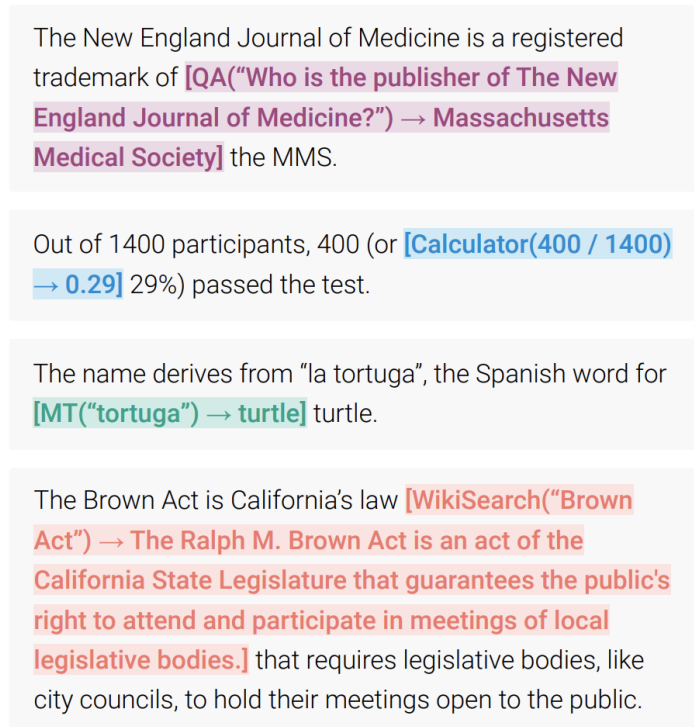 The New England Journal of Medicine is a registered
trademark of [QA(“Who is the publisher of The New
England Journal of Medicine?”) → Massachusetts
Medical Society] the MMS.
Out of 1400 participants, 400 (or [Calculator(400 / 1400)
→ 0.29] 29%) passed the test.
The name derives from “la tortuga”, the Spanish word for
[MT(“tortuga”) → turtle] turtle.
The Brown Act is California’s law [WikiSearch(“Brown
Act”) → The Ralph M. Brown Act is an act of the
California State Legislature that guarantees the public's
right to attend and participate in meetings of local
legislative bodies.] that requires legislative bodies, like
city councils, to hold their meetings open to the public.